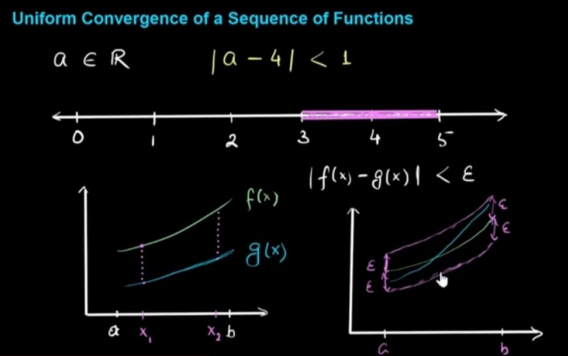 Uniform Convergence of a Sequence of Functions
a ∈ ℝ |a - 4| < 1
0 1 2 3 4 5
|f(x) - g(x)| < ε
f(x)
g(x)
a x₁ x₂ b
ε
ε
ε
ε
a b